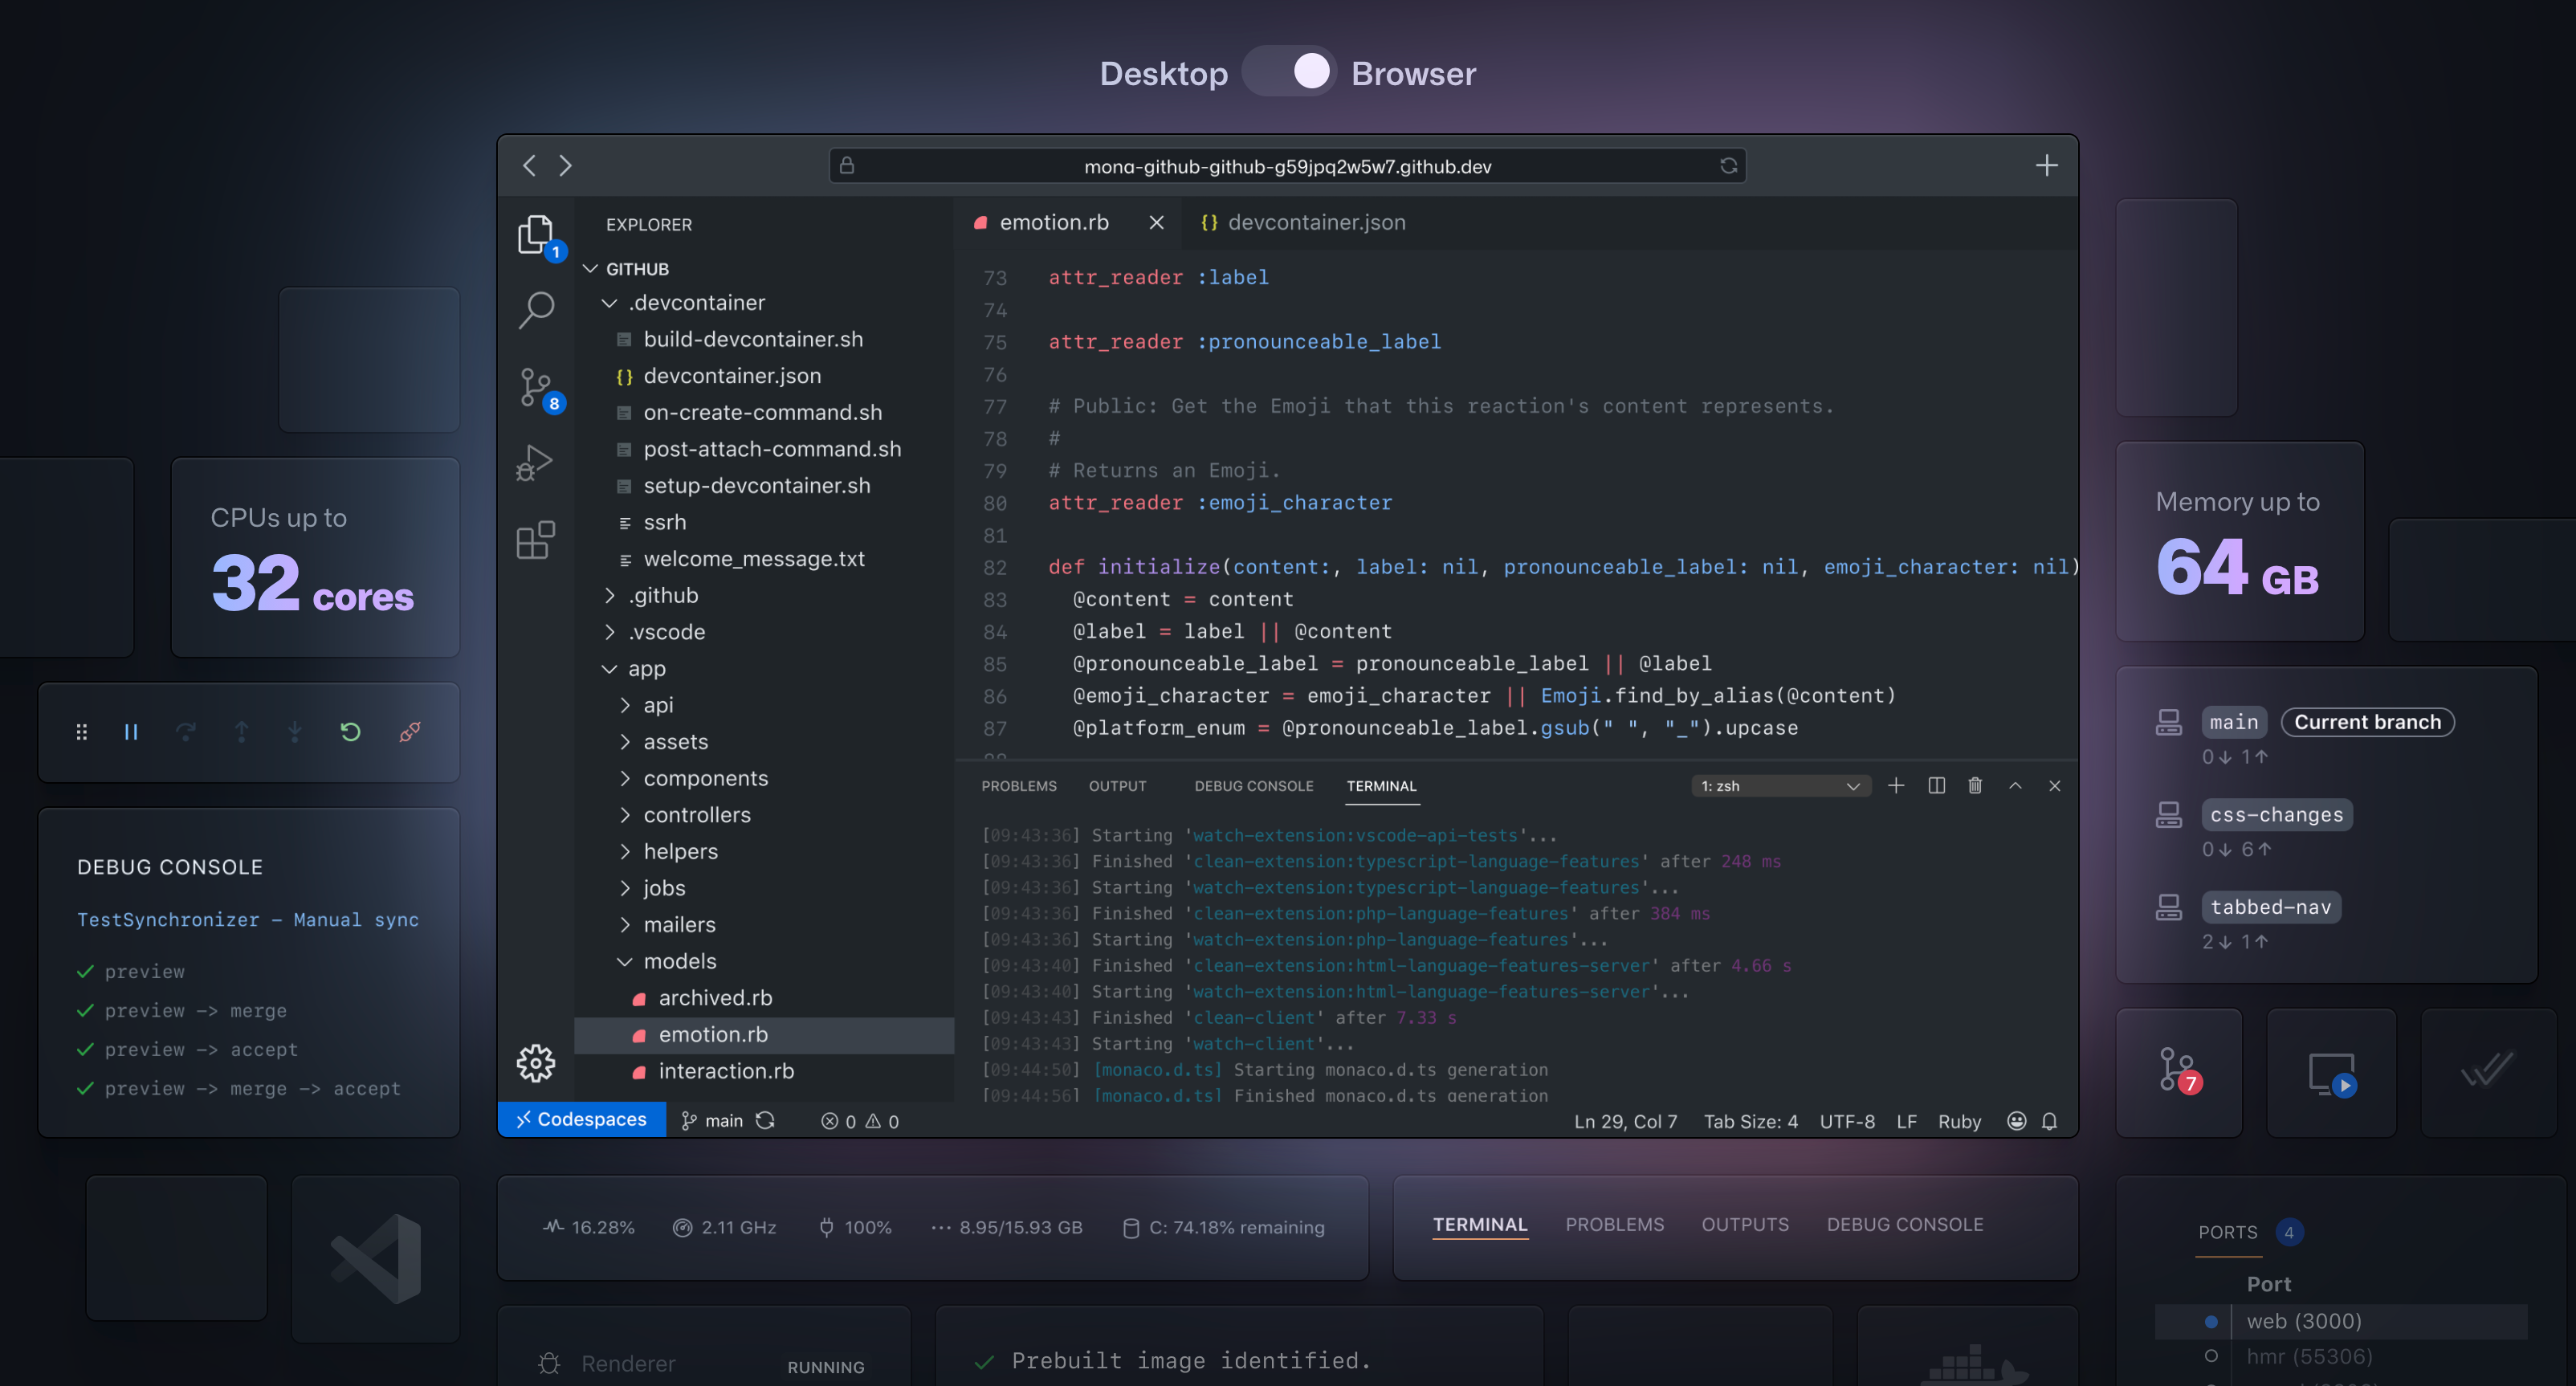 Desktop Browser
mona-github-github-g59jpq2w5w7.github.dev
1
8
EXPLORER
GITHUB
.devcontainer
build-devcontainer.sh
{} devcontainer.json
on-create-command.sh
post-attach-command.sh
setup-devcontainer.sh
ssrh
welcome_message.txt
.github
.vscode
app
api
assets
components
controllers
helpers
jobs
mailers
models
archived.rb
emotion.rb
interaction.rb
emotion.rb {} devcontainer.json
73 attr_reader :label
74
75 attr_reader :pronounceable_label
76
77 # Public: Get the Emoji that this reaction's content represents.
78 #
79 # Returns an Emoji.
80 attr_reader :emoji_character
81
82 def initialize(content:, label: nil, pronounceable_label: nil, emoji_character: nil)
83 @content = content
84 @label = label || @content
85 @pronounceable_label = pronounceable_label || @label
86 @emoji_character = emoji_character || Emoji.find_by_alias(@content)
87 @platform_enum = @pronounceable_label.gsub(" ", "_").upcase
PROBLEMS OUTPUT DEBUG CONSOLE TERMINAL 1: zsh
[09:43:36] Starting 'watch-extension:vscode-api-tests'...
[09:43:36] Finished 'clean-extension:typescript-language-features' after 248 ms
[09:43:36] Starting 'watch-extension:typescript-language-features'...
[09:43:36] Finished 'clean-extension:php-language-features' after 384 ms
[09:43:36] Starting 'watch-extension:php-language-features'...
[09:43:40] Finished 'clean-extension:html-language-features-server' after 4.66 s
[09:43:40] Starting 'watch-extension:html-language-features-server'...
[09:43:43] Finished 'clean-client' after 7.33 s
[09:43:43] Starting 'watch-client'...
[09:44:50] [monaco.d.ts] Starting monaco.d.ts generation
[09:44:56] [monaco.d.ts] Finished monaco.d.ts generation
Codespaces main 0 0 Ln 29, Col 7 Tab Size: 4 UTF-8 LF Ruby
CPUs up to
32 cores
DEBUG CONSOLE
TestSynchronizer – Manual sync
preview
preview –> merge
preview –> accept
preview –> merge –> accept
Memory up to
64 GB
main Current branch
0↓ 1↑
css-changes
0↓ 6↑
tabbed-nav
2↓ 1↑
7
16.28% 2.11 GHz 100% 8.95/15.93 GB C: 74.18% remaining
TERMINAL PROBLEMS OUTPUTS DEBUG CONSOLE
PORTS 4
Port
web (3000)
hmr (55306)
Renderer RUNNING
Prebuilt image identified.